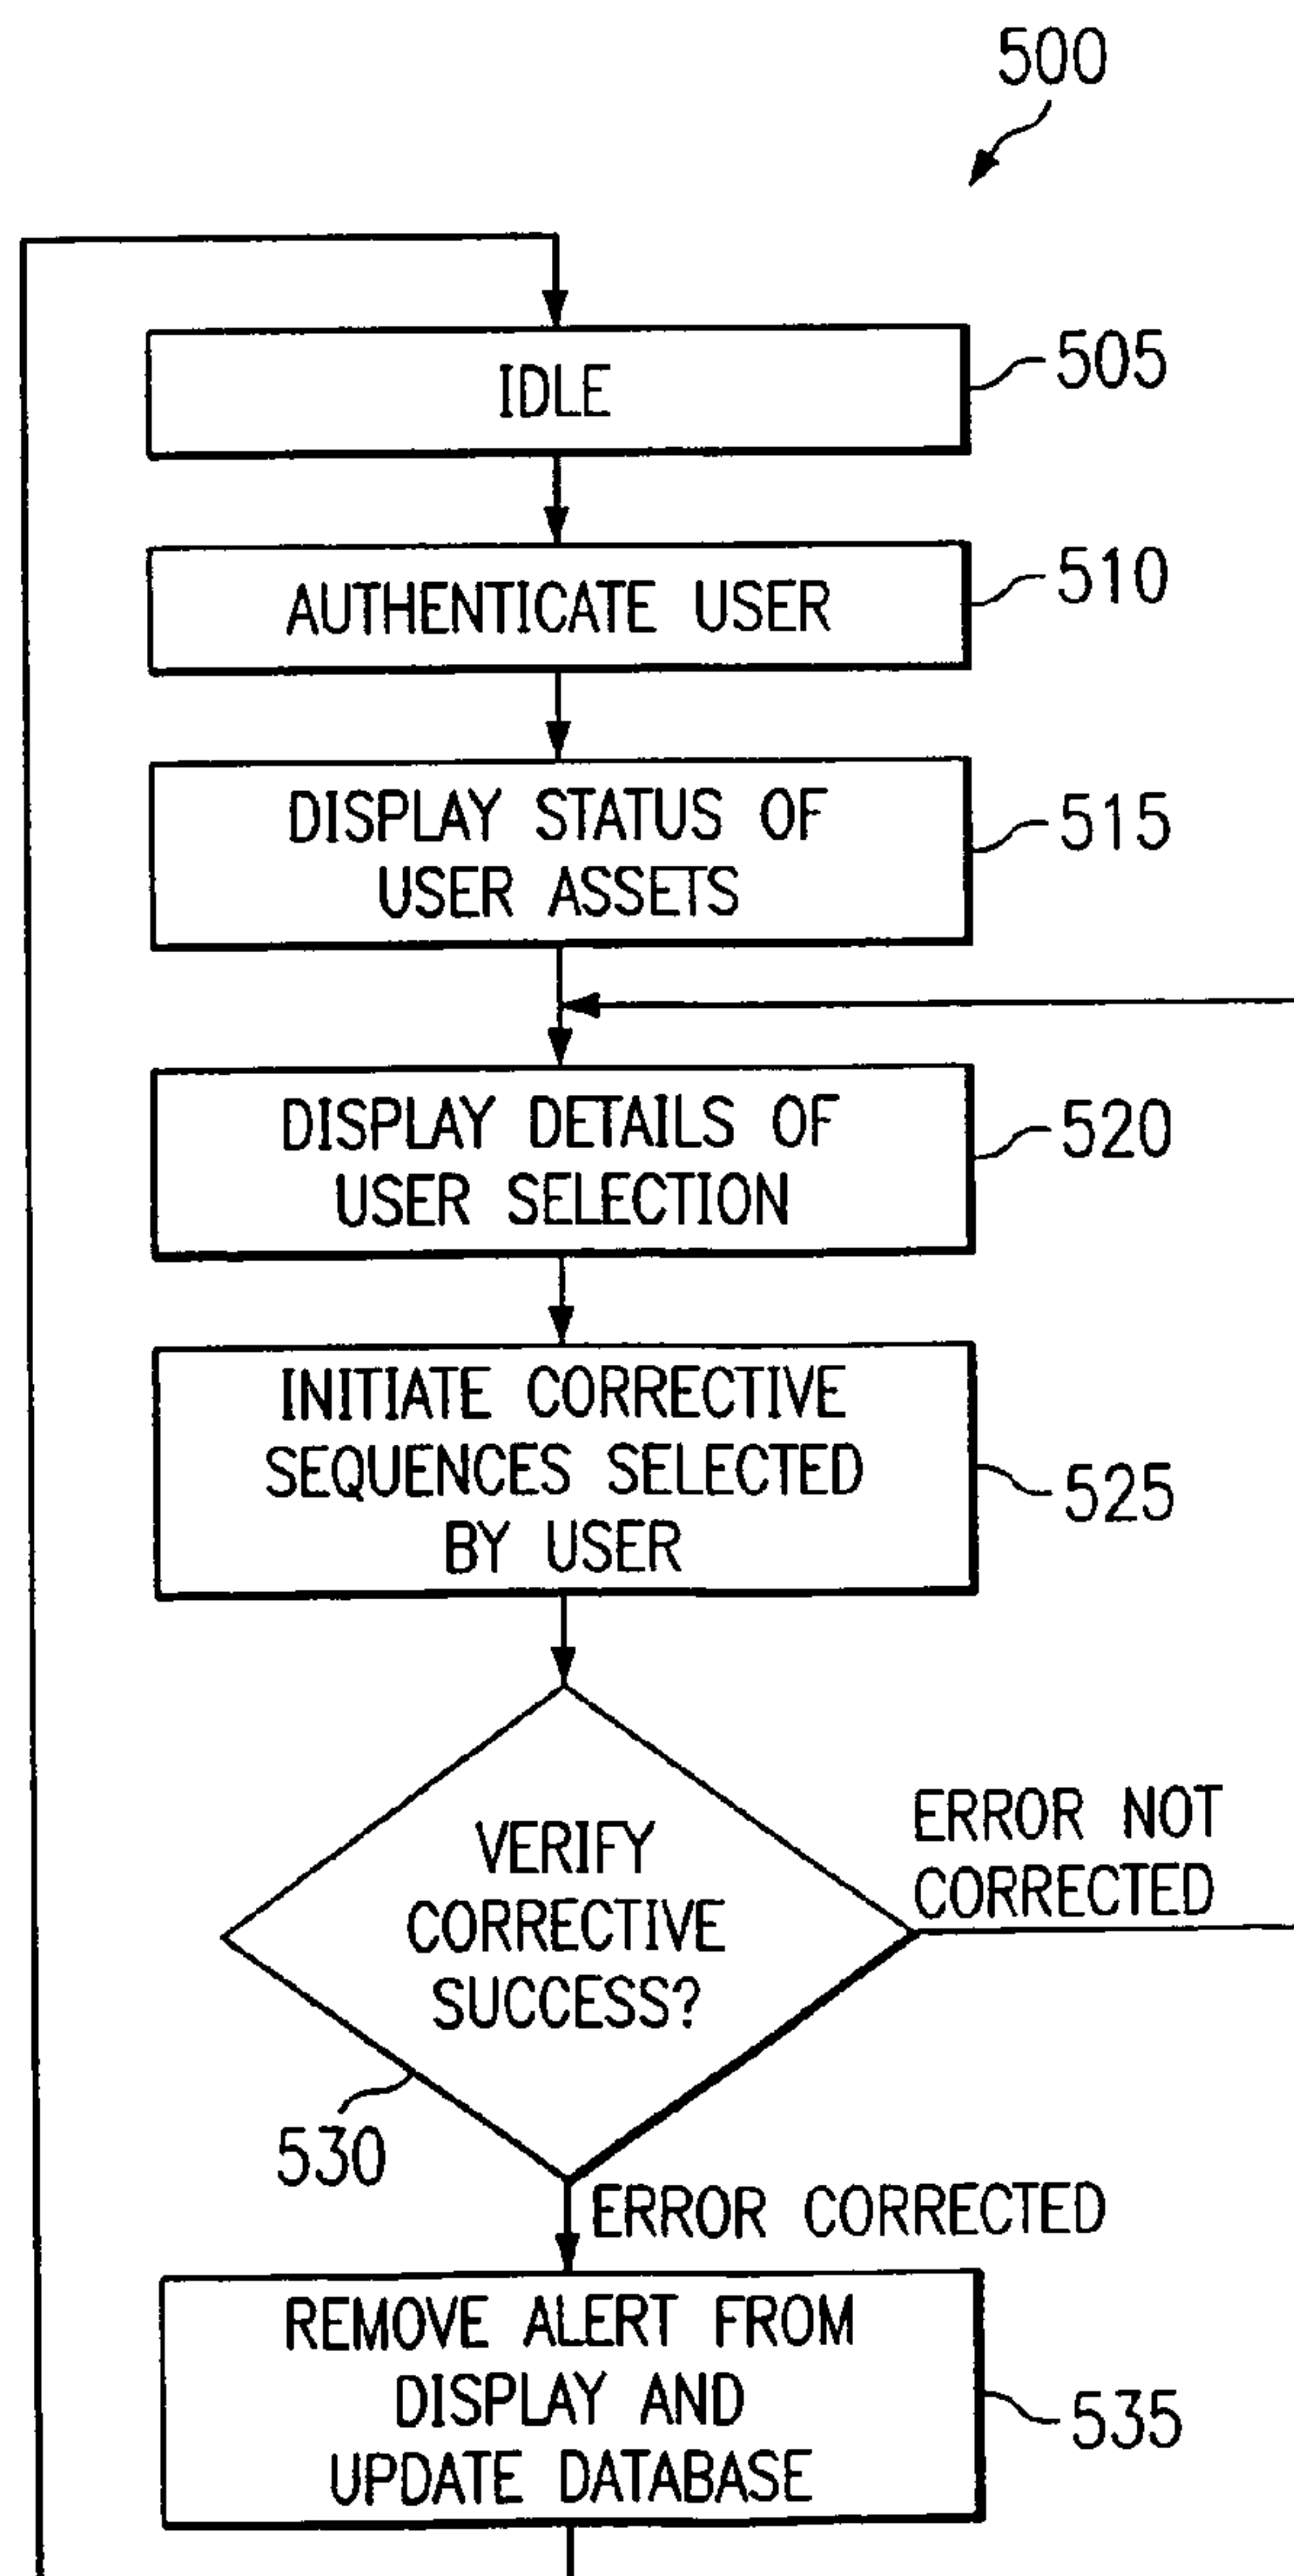 500
IDLE
505
AUTHENTICATE USER
510
DISPLAY STATUS OF
USER ASSETS
515
DISPLAY DETAILS OF
USER SELECTION
520
INITIATE CORRECTIVE
SEQUENCES SELECTED
BY USER
525
VERIFY
CORRECTIVE
SUCCESS?
ERROR NOT
CORRECTED
530
ERROR CORRECTED
REMOVE ALERT FROM
DISPLAY AND
UPDATE DATABASE
535